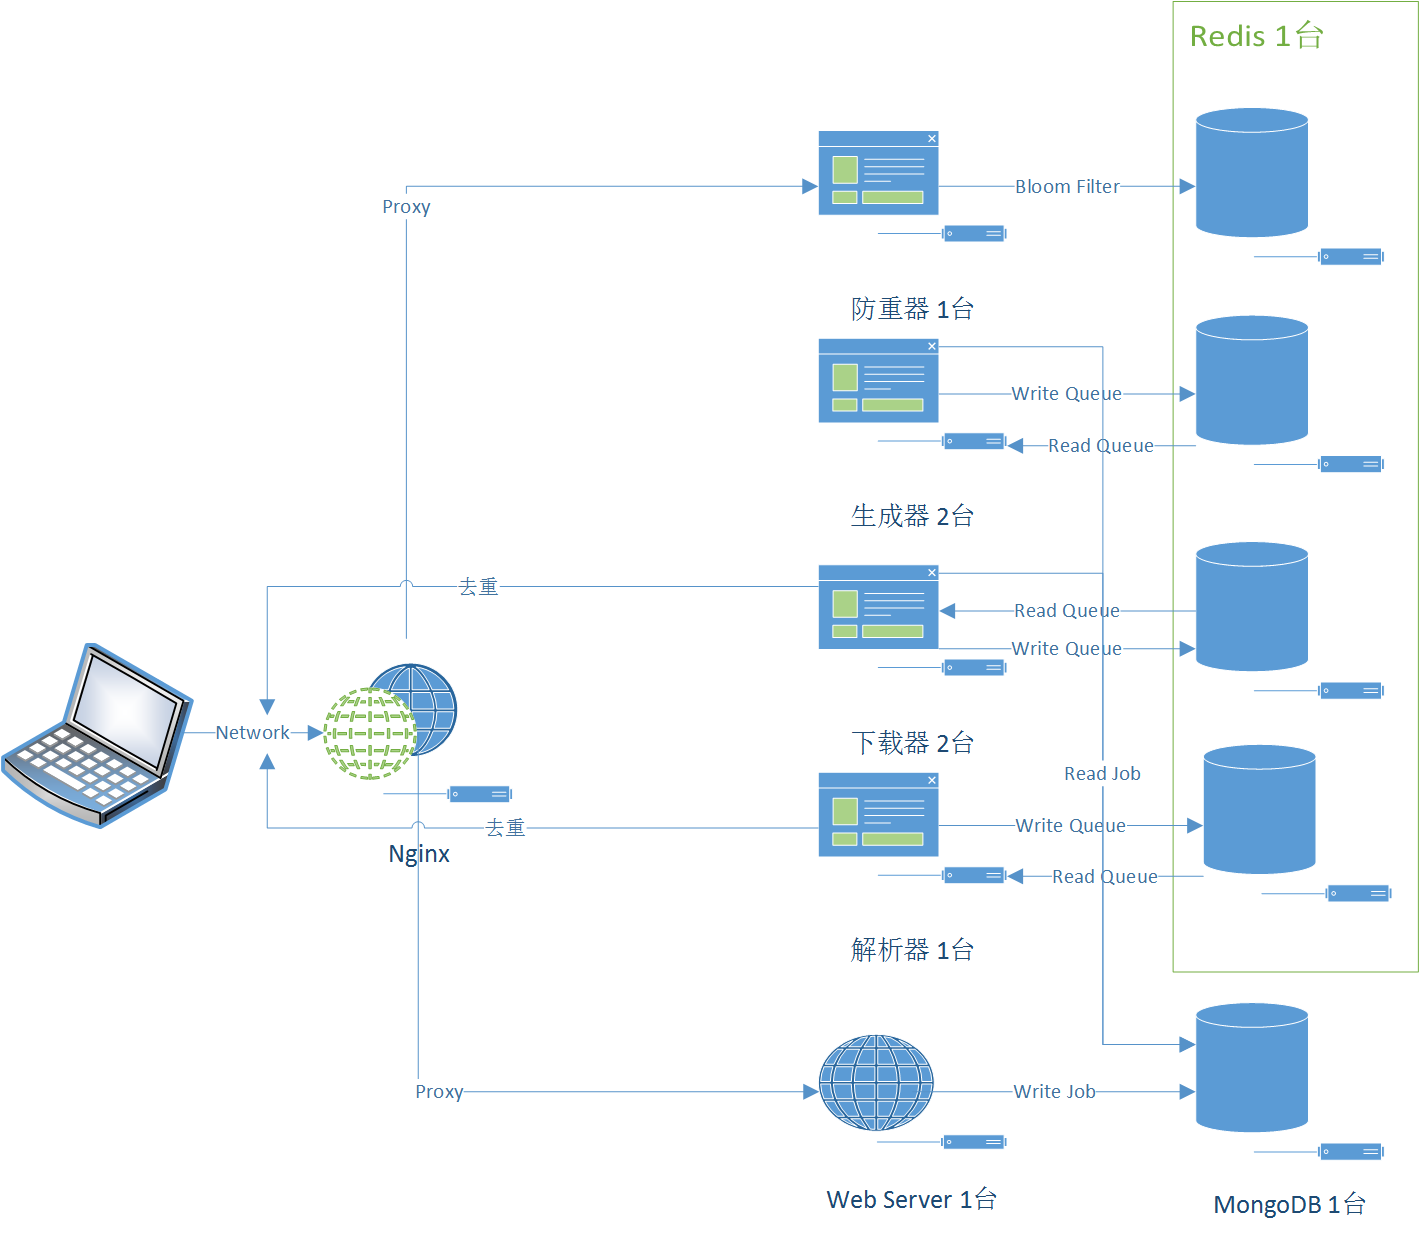 Redis 1台
Bloom Filter
Proxy
防重器 1台
Write Queue
Read Queue
生成器 2台
去重
Read Queue
Write Queue
Network
下载器 2台
Read Job
Write Queue
去重
Nginx
Read Queue
解析器 1台
Proxy
Write Job
Web Server 1台
MongoDB 1台